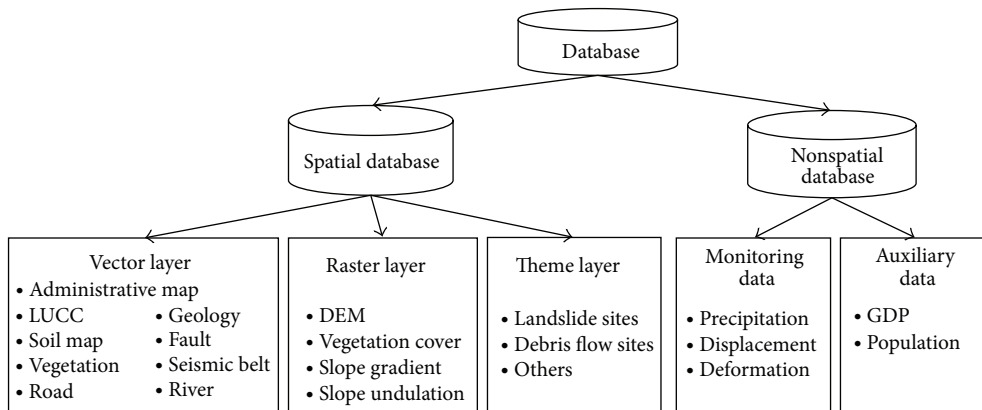 Database
Spatial database
Nonspatial
database
Vector layer
• Administrative map
• LUCC
• Soil map
• Vegetation
• Road
• Geology
• Fault
• Seismic belt
• River
Raster layer
• DEM
• Vegetation cover
• Slope gradient
• Slope undulation
Theme layer
• Landslide sites
• Debris flow sites
• Others
Monitoring
data
• Precipitation
• Displacement
• Deformation
Auxiliary
data
• GDP
• Population